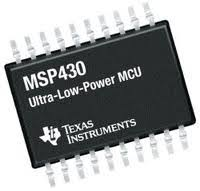 MSP430
Ultra-Low-Power MCU
TEXAS
INSTRUMENTS